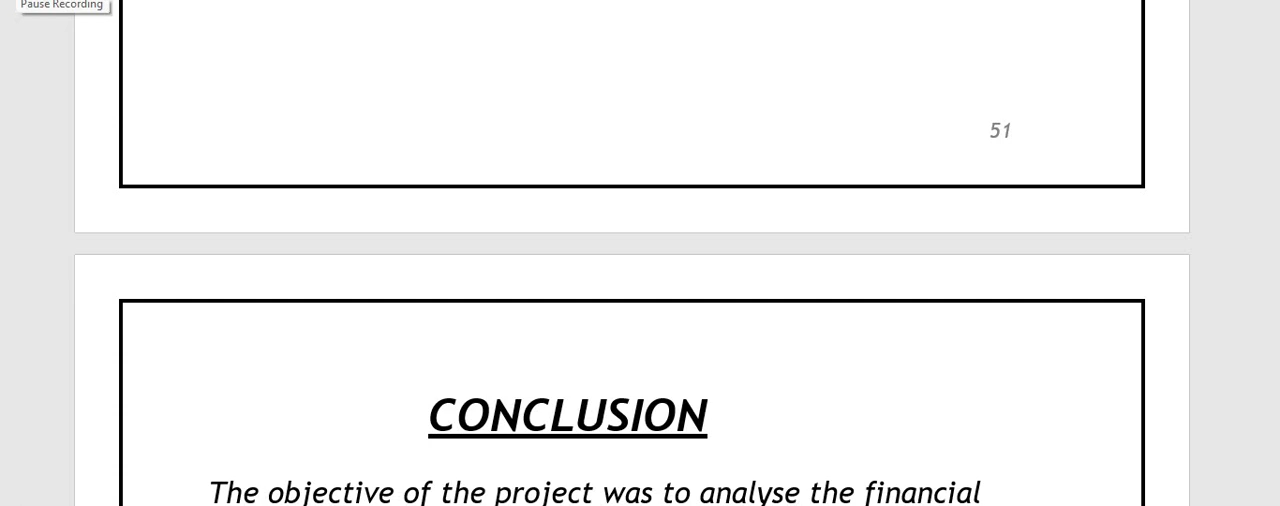 Pause Recording
51
CONCLUSION
The objective of the project was to analyse the financial